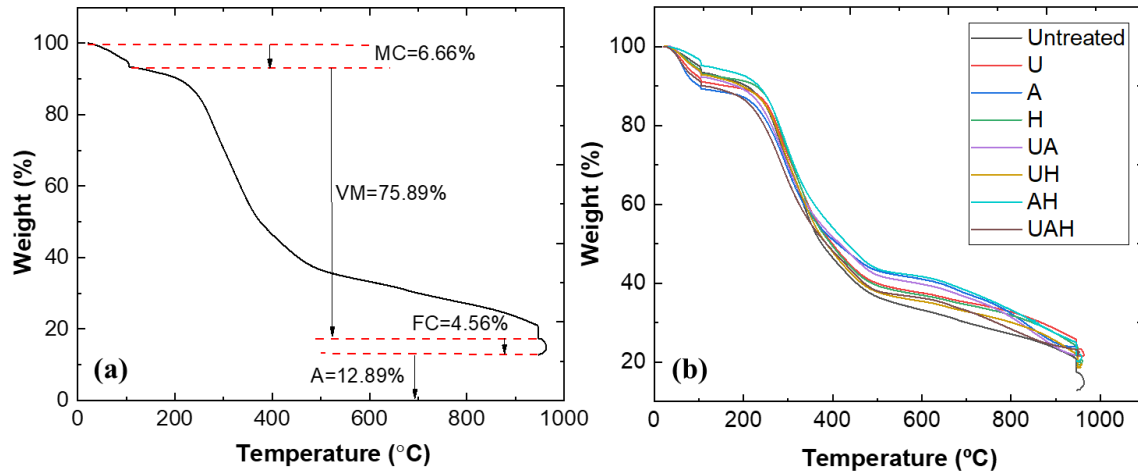 100
80
60
40
20
0
Weight (%)
MC=6.66%
VM=75.89%
FC=4.56%
A=12.89%
(a)
0 200 400 600 800 1000
Temperature (°C)
100
80
60
40
20
Weight (%)
Untreated
U
A
H
UA
UH
AH
UAH
(b)
0 200 400 600 800 1000
Temperature (ºC)